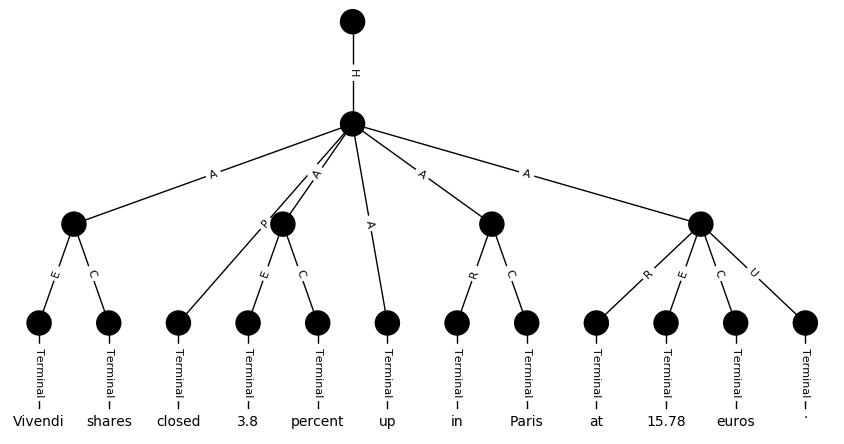 H
A A A A
P A
E C E C R C R E C U
Terminal Terminal Terminal Terminal Terminal Terminal Terminal Terminal Terminal Terminal Terminal Terminal
Vivendi shares closed 3.8 percent up in Paris at 15.78 euros .